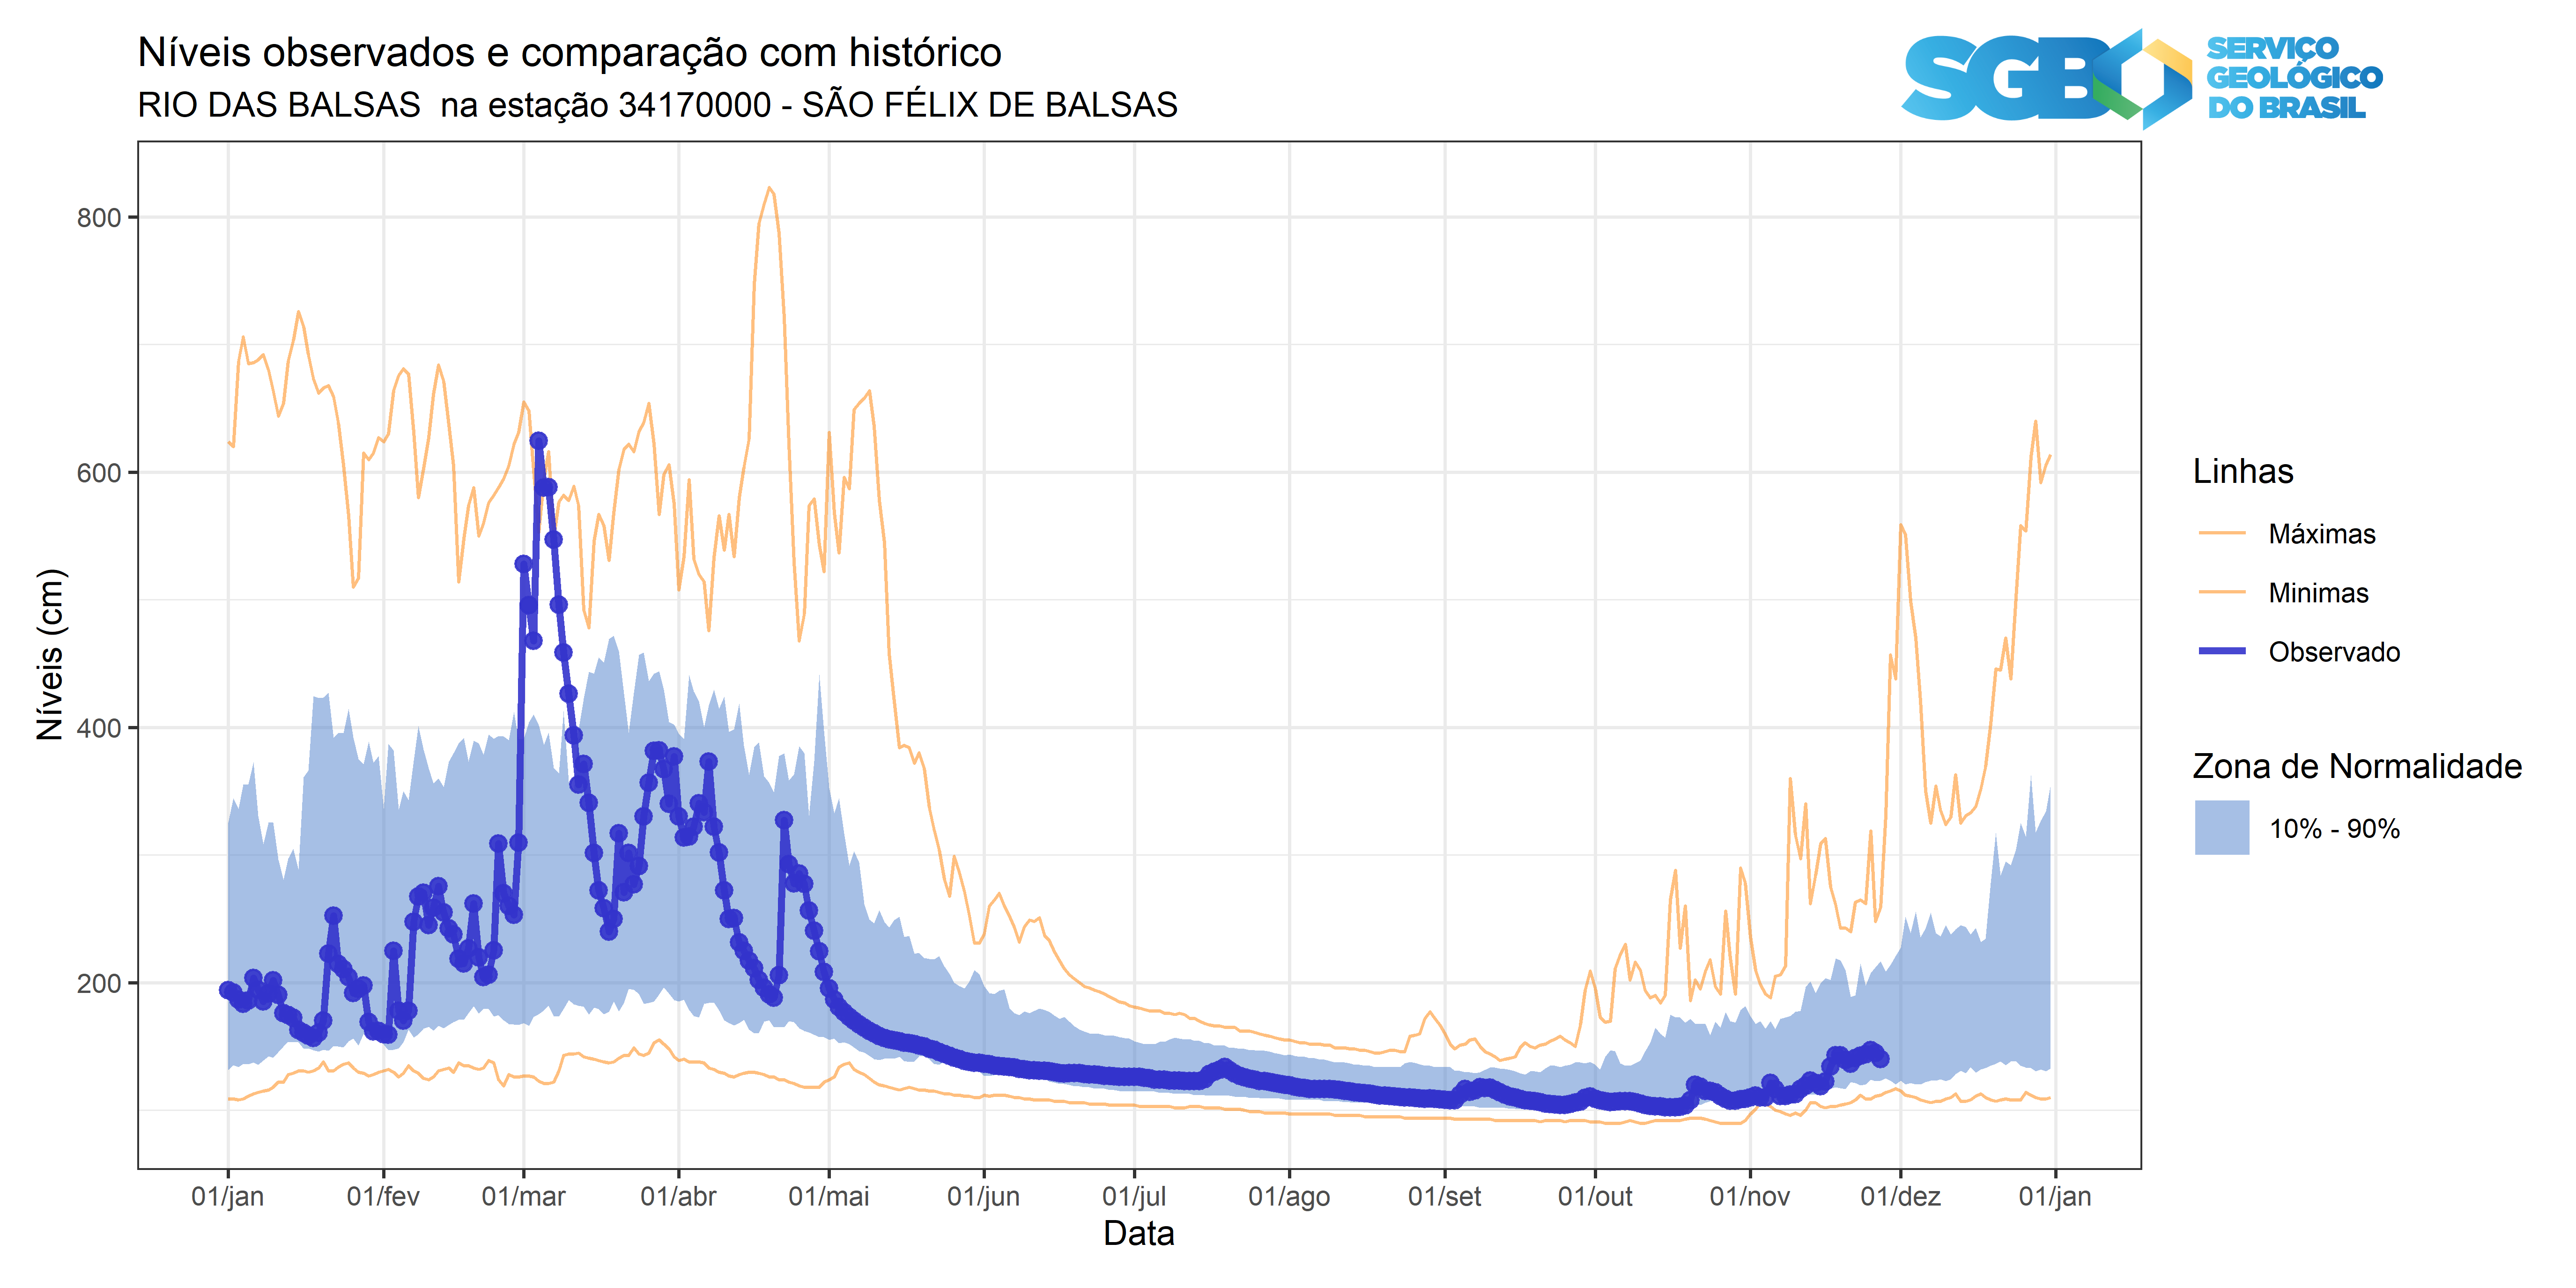 Níveis observados e comparação com histórico
RIO DAS BALSAS  na estação 34170000 - SÃO FÉLIX DE BALSAS
SGB
SERVIÇO
GEOLÓGICO
DO BRASIL
Níveis (cm)
800
600
400
200
01/jan
01/fev
01/mar
01/abr
01/mai
01/jun
01/jul
01/ago
01/set
01/out
01/nov
01/dez
01/jan
Data
Linhas
Máximas
Minimas
Observado
Zona de Normalidade
10% - 90%